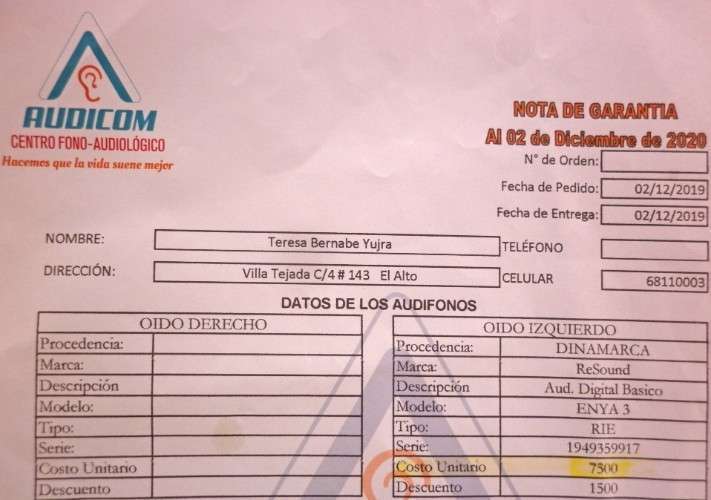 AUDICOM
CENTRO FONO-AUDIOLÓGICO
Hacemos que la vida suene mejor
NOTA DE GARANTIA
Al 02 de Diciembre de 2020
N° de Orden:
Fecha de Pedido: 02/12/2019
Fecha de Entrega: 02/12/2019
NOMBRE: Teresa Bernabe Yujra TELÉFONO
DIRECCIÓN: Villa Tejada C/4 # 143 El Alto CELULAR 68110003
DATOS DE LOS AUDIFONOS
OIDO DERECHO
Procedencia:
Marca:
Descripción
Modelo:
Tipo:
Serie:
Costo Unitario
Descuento
OIDO IZQUIERDO
Procedencia: DINAMARCA
Marca: ReSound
Descripción Aud. Digital Basico
Modelo: ENYA 3
Tipo: RIE
Serie: 1949359917
Costo Unitario 7500
Descuento 1500